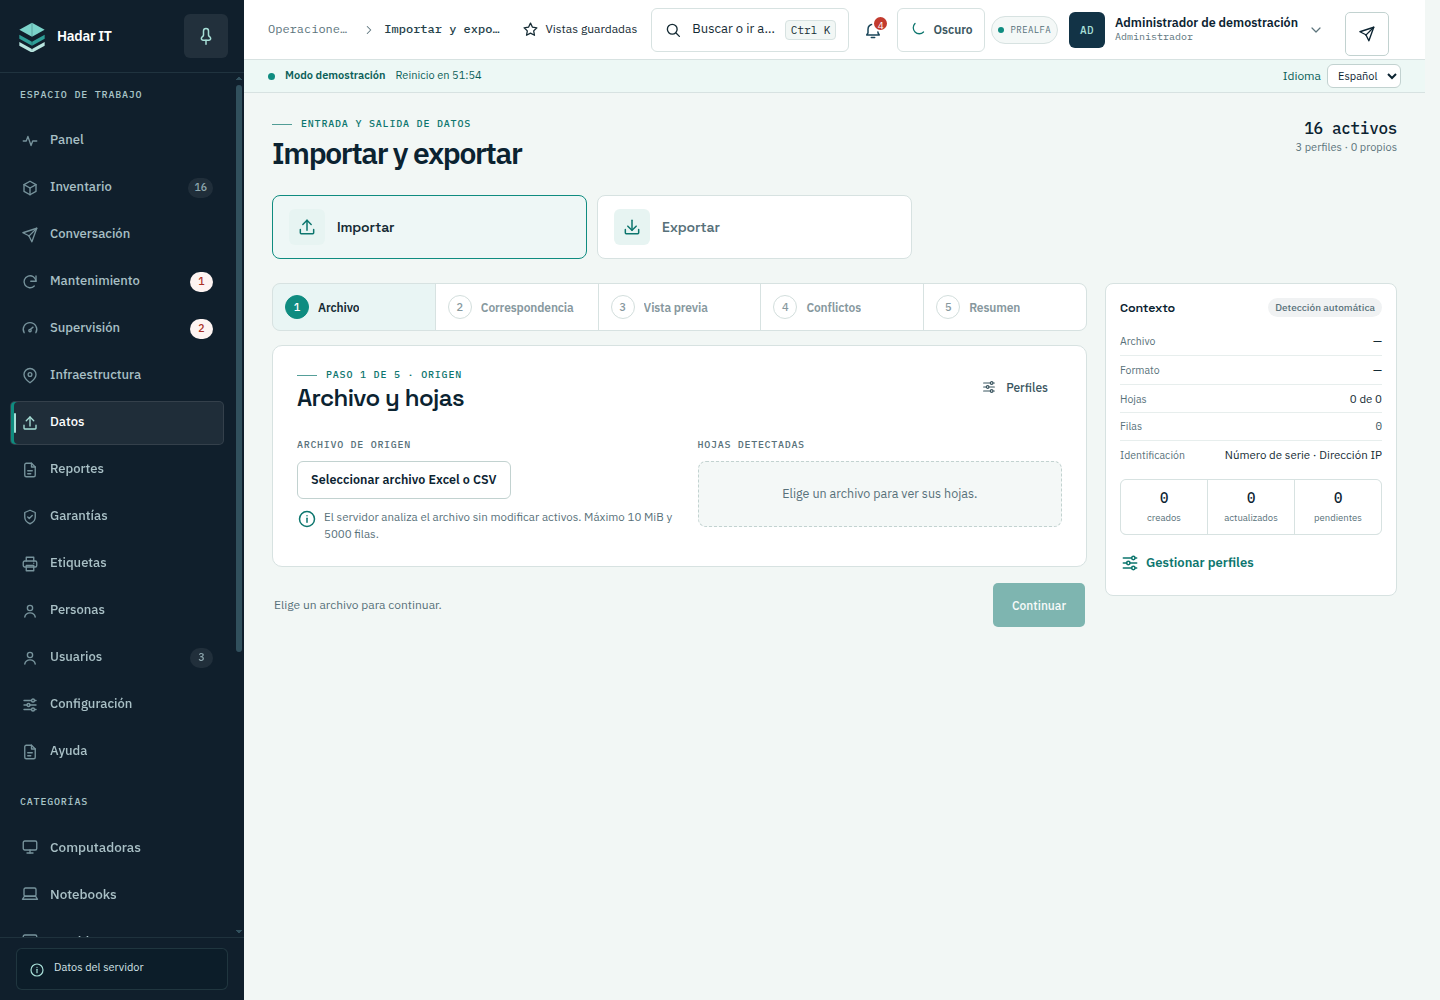 Hadar IT
ESPACIO DE TRABAJO
Panel
Inventario 16
Conversación
Mantenimiento 1
Supervisión 2
Infraestructura
Datos
Reportes
Garantías
Etiquetas
Personas
Usuarios 3
Configuración
Ayuda
CATEGORÍAS
Computadoras
Notebooks
Datos del servidor
Operacione… Importar y expo… Vistas guardadas Buscar o ir a... Ctrl K 4 Oscuro PREALFA AD Administrador de demostración
Administrador
Modo demostración Reinicio en 51:54 Idioma Español
ENTRADA Y SALIDA DE DATOS
Importar y exportar
16 activos
3 perfiles · 0 propios
Importar
Exportar
1 Archivo 2 Correspondencia 3 Vista previa 4 Conflictos 5 Resumen
PASO 1 DE 5 · ORIGEN
Archivo y hojas
Perfiles
ARCHIVO DE ORIGEN
Seleccionar archivo Excel o CSV
El servidor analiza el archivo sin modificar activos. Máximo 10 MiB y
5000 filas.
HOJAS DETECTADAS
Elige un archivo para ver sus hojas.
Elige un archivo para continuar.
Continuar
Contexto Detección automática
Archivo —
Formato —
Hojas 0 de 0
Filas 0
Identificación Número de serie · Dirección IP
0 0 0
creados actualizados pendientes
Gestionar perfiles